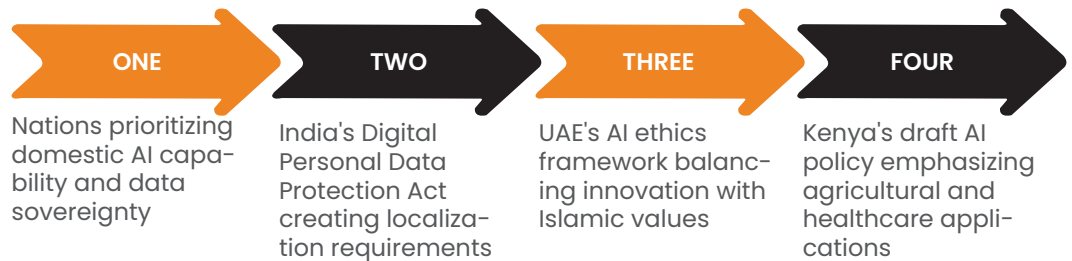 ONE
Nations prioritizing
domestic AI capa-
bility and data
sovereignty
TWO
India's Digital
Personal Data
Protection Act
creating localiza-
tion requirements
THREE
UAE's AI ethics
framework balanc-
ing innovation with
Islamic values
FOUR
Kenya's draft AI
policy emphasizing
agricultural and
healthcare appli-
cations